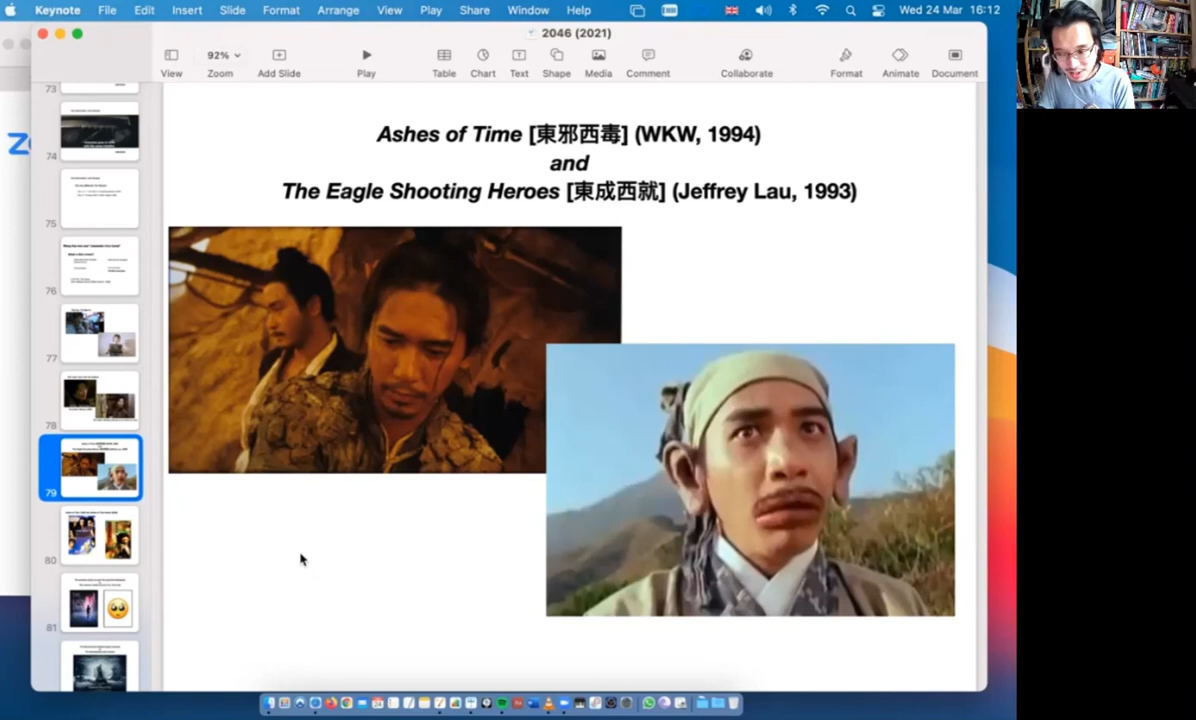 Keynote File Edit Insert Slide Format Arrange View Play Share Window Help Wed 24 Mar 16:12
2046 (2021)
92%
View Zoom Add Slide Play Table Chart Text Shape Media Comment Collaborate Format Animate Document
73
74
75
76
77
78
79
80
81
Ashes of Time [東邪西毒] (WKW, 1994)
and
The Eagle Shooting Heroes [東成西就] (Jeffrey Lau, 1993)